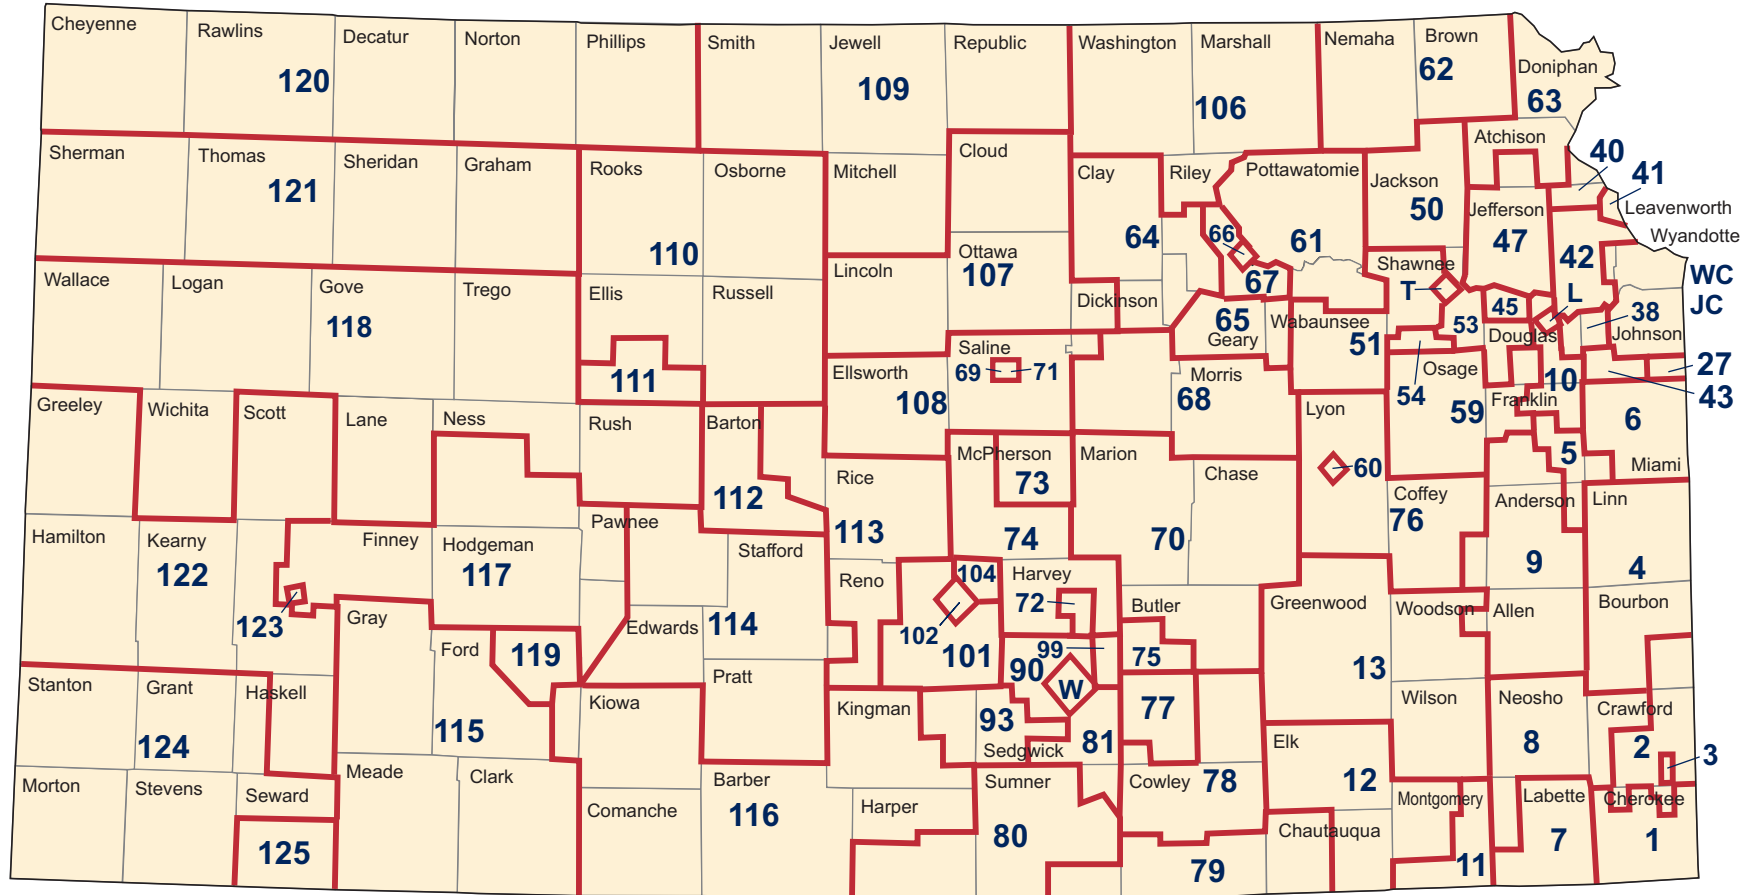 Cheyenne
Rawlins
Decatur
Norton
Phillips
Smith
Jewell
Republic
Washington
Marshall
Nemaha
Brown
Doniphan
120
109
106
62
63
Atchison
40
41
Sherman
Thomas
Sheridan
Graham
Rooks
Osborne
Mitchell
Cloud
Clay
Riley
Pottawatomie
Jackson
Jefferson
Leavenworth
Wyandotte
121
110
64
66
61
50
47
42
WC
JC
Wallace
Logan
Gove
Trego
Ellis
Russell
Lincoln
Ottawa
107
Dickinson
67
Shawnee
T
45
L
38
118
65
Geary
Wabaunsee
51
53
Douglas
Johnson
111
Ellsworth
108
Saline
69
71
Morris
68
54
Osage
59
10
27
43
Greeley
Wichita
Scott
Lane
Ness
Rush
Barton
112
McPherson
73
Marion
Chase
Lyon
60
Franklin
5
6
Miami
Rice
113
74
70
Coffey
76
Anderson
9
Linn
4
Hamilton
Kearny
122
Finney
Hodgeman
117
Pawnee
Stafford
Reno
104
Harvey
72
123
Gray
Ford
119
Edwards
114
102
101
90
99
W
Butler
75
Greenwood
13
Woodson
Allen
Bourbon
Stanton
Grant
124
Haskell
115
Kiowa
Pratt
Kingman
93
Sedgwick
81
77
Wilson
Neosho
8
Crawford
2
3
Morton
Stevens
Seward
Meade
Clark
Comanche
Barber
116
Harper
Sumner
80
Cowley
78
Elk
12
Montgomery
Labette
Cherokee
125
79
Chautauqua
11
7
1